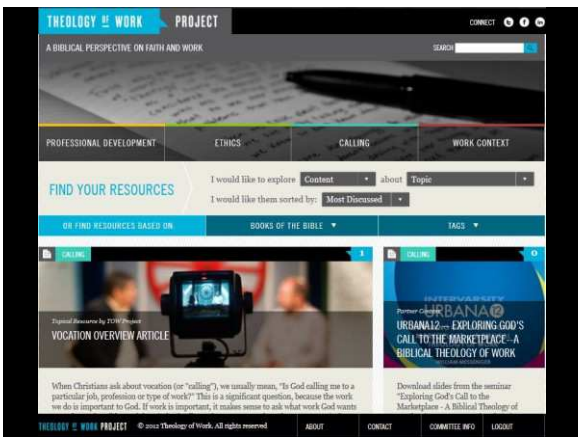 THEOLOGY OF WORK PROJECT
CONNECT
A BIBLICAL PERSPECTIVE ON FAITH AND WORK
SEARCH
PROFESSIONAL DEVELOPMENT
ETHICS
CALLING
WORK CONTEXT
FIND YOUR RESOURCES
I would like to explore Content about Topic
I would like them sorted by: Most Discussed
OR FIND RESOURCES BASED ON
BOOKS OF THE BIBLE
TAGS
CALLING
1
Topical Resource by TOW Project
VOCATION OVERVIEW ARTICLE
When Christians ask about vocation (or "calling"), we usually mean, "Is God calling me to a
particular job, profession or type of work?" This is a significant question, because the work
we do is important to God. If work is important, it makes sense to ask what work God wants
CALLING
0
INTERVARSITY
URBANA12
Partner
URBANA12 — EXPLORING GOD'S
CALL TO THE MARKETPLACE—A
BIBLICAL THEOLOGY OF WORK
Download slides from the seminar
"Exploring God's Call to the
Marketplace - A Biblical Theology of
THEOLOGY OF WORK PROJECT
© 2012 Theology of Work. All rights reserved
ABOUT
CONTACT
COMMITTEE INFO
LOGOUT